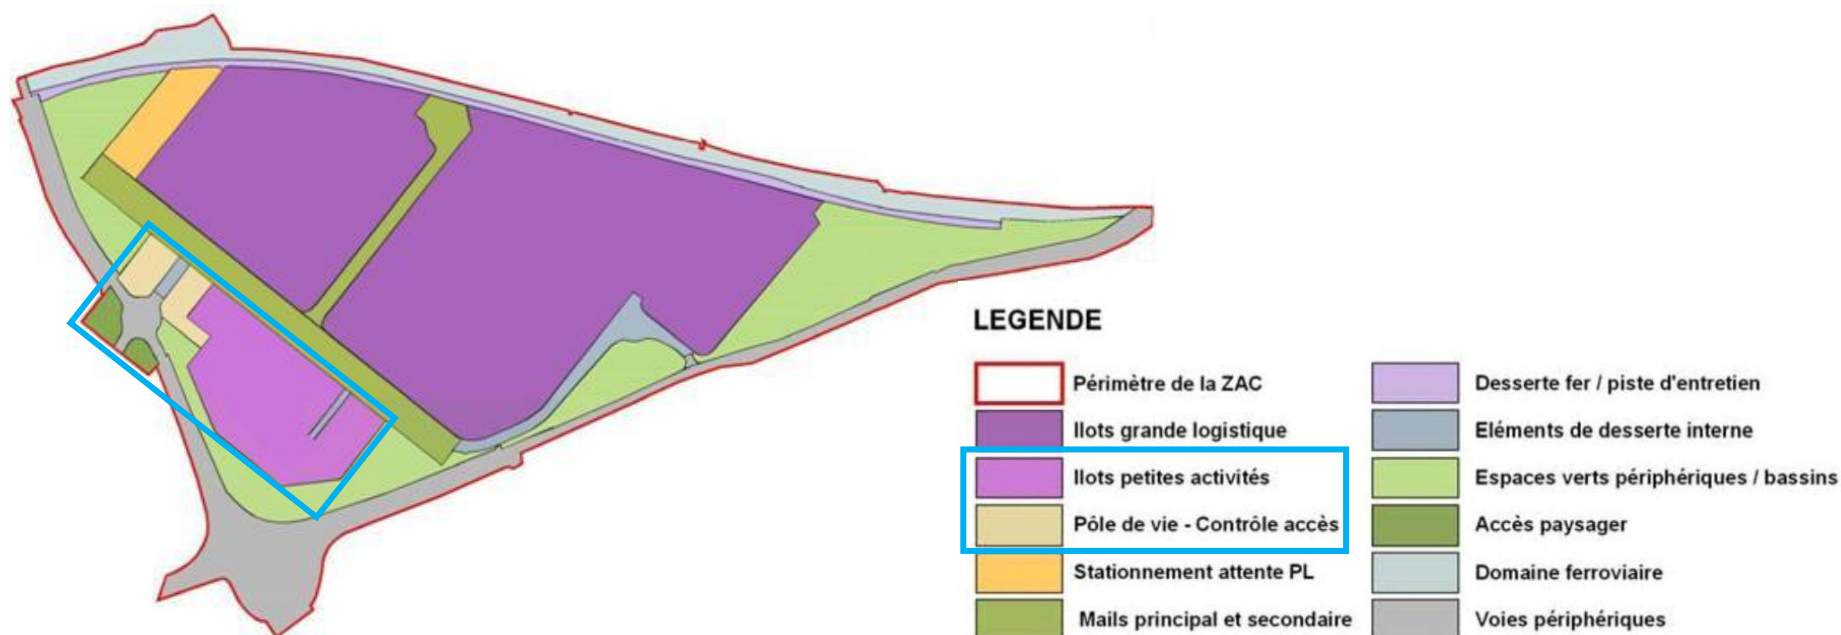 LEGENDE
Périmètre de la ZAC
Ilots grande logistique
Ilots petites activités
Pôle de vie - Contrôle accès
Stationnement attente PL
Mails principal et secondaire
Desserte fer / piste d'entretien
Eléments de desserte interne
Espaces verts périphériques / bassins
Accès paysager
Domaine ferroviaire
Voies périphériques